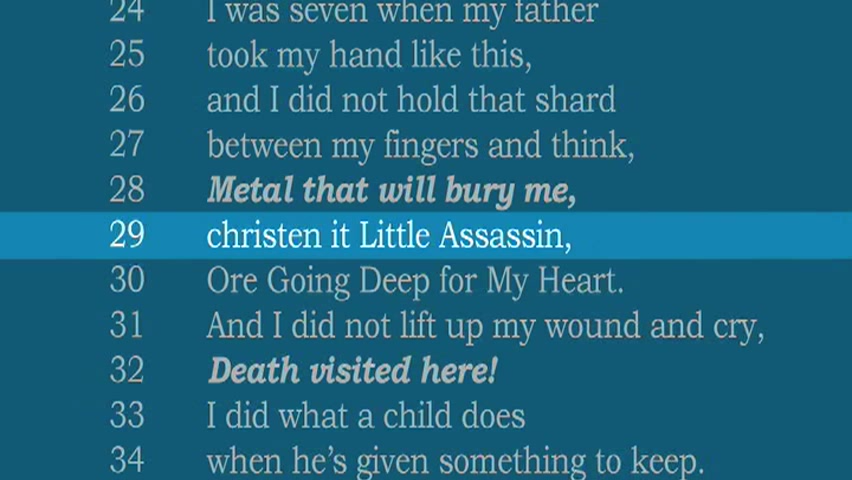 24 I was seven when my father
25 took my hand like this,
26 and I did not hold that shard
27 between my fingers and think,
28 Metal that will bury me,
29 christen it Little Assassin,
30 Ore Going Deep for My Heart.
31 And I did not lift up my wound and cry,
32 Death visited here!
33 I did what a child does
34 when he’s given something to keep.